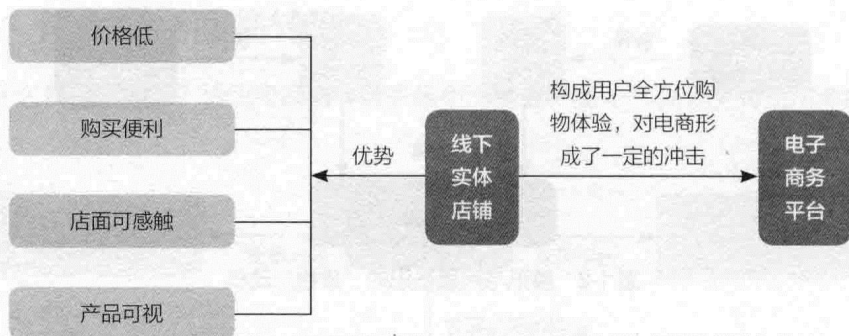 价格低
购买便利
店面可感触
产品可视
优势
线下
实体
店铺
构成用户全方位购
物体验，对电商形
成了一定的冲击
电子
商务
平台